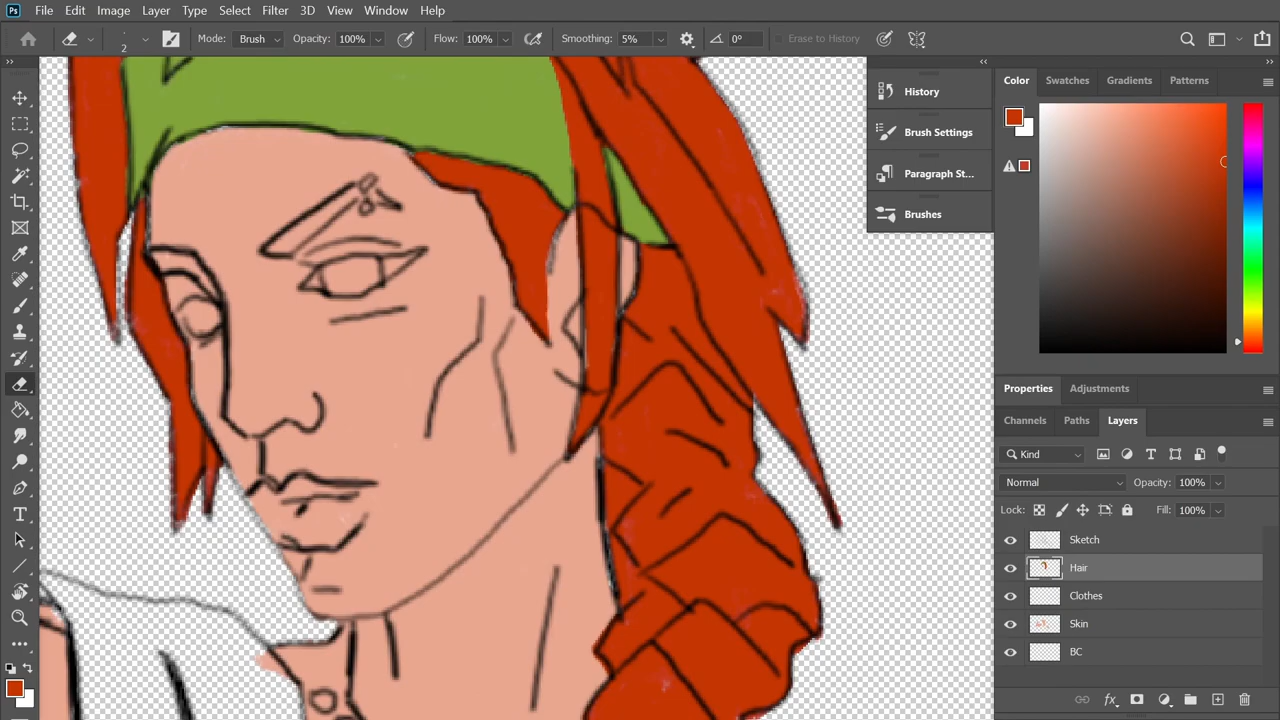 Ps File Edit Image Layer Type Select Filter 3D View Window Help
2 Mode: Brush Opacity: 100% Flow: 100% Smoothing: 5% 0° Erase to History
Color Swatches Gradients Patterns
History
Brush Settings
Paragraph St...
Brushes
Properties Adjustments
Channels Paths Layers
Kind
Normal Opacity: 100%
Lock: Fill: 100%
Sketch
Hair
Clothes
Skin
BC
fx